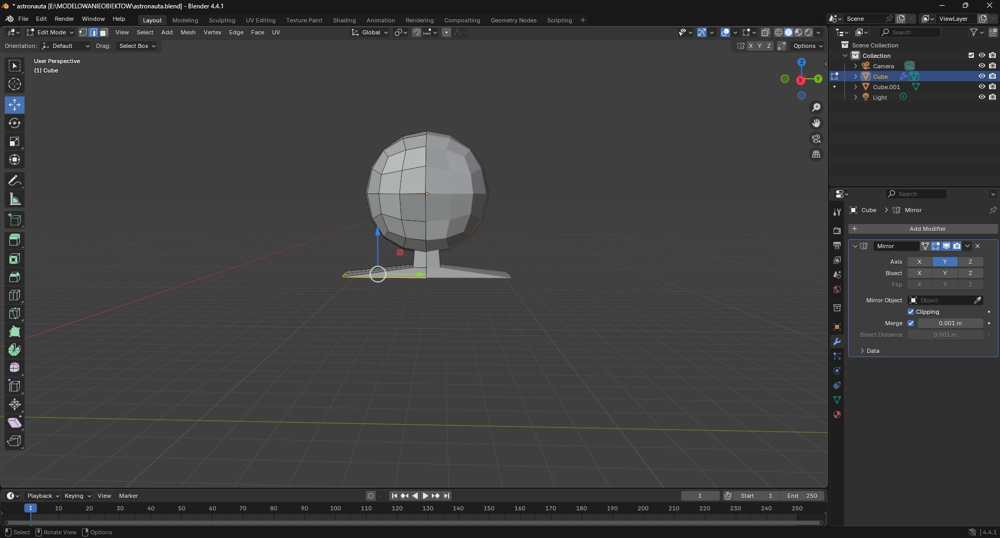 * astronauta [E:\MODELOWANIEOBIEKTOW\astronauta.blend] - Blender 4.4.1
File Edit Render Window Help Layout Modeling Sculpting UV Editing Texture Paint Shading Animation Rendering Compositing Geometry Nodes Scripting + Scene ViewLayer
Edit Mode View Select Add Mesh Vertex Edge Face UV Global
Orientation: Default Drag: Select Box X Y Z Options
User Perspective
(1) Cube
Z
Y
X
Search
Scene Collection
Collection
Camera
Cube
Cube.001
Light
Search
Cube > Mirror
+ Add Modifier
Mirror
Axis X Y Z
Bisect X Y Z
Flip X Y Z
Mirror Object Object
Clipping
Merge 0.001 m
Bisect Distance 0.001 m
Data
Playback Keying View Marker 1 Start 1 End 250
1 10 20 30 40 50 60 70 80 90 100 110 120 130 140 150 160 170 180 190 200 210 220 230 240 250
Select Rotate View Options 4.4.1